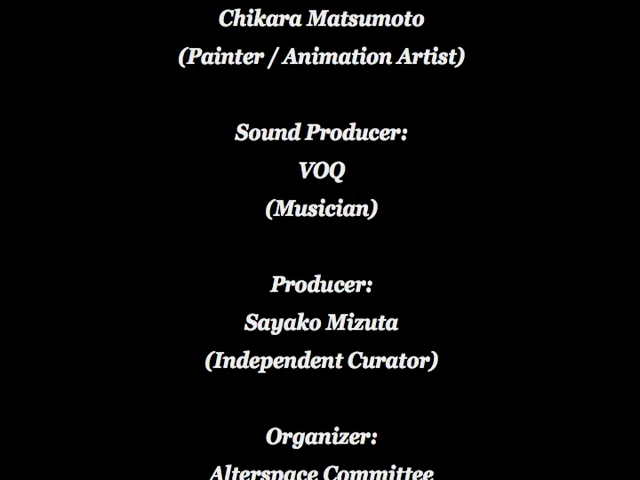 Chikara Matsumoto
(Painter / Animation Artist)
Sound Producer:
VOQ
(Musician)
Producer:
Sayako Mizuta
(Independent Curator)
Organizer:
Alterspace Committee